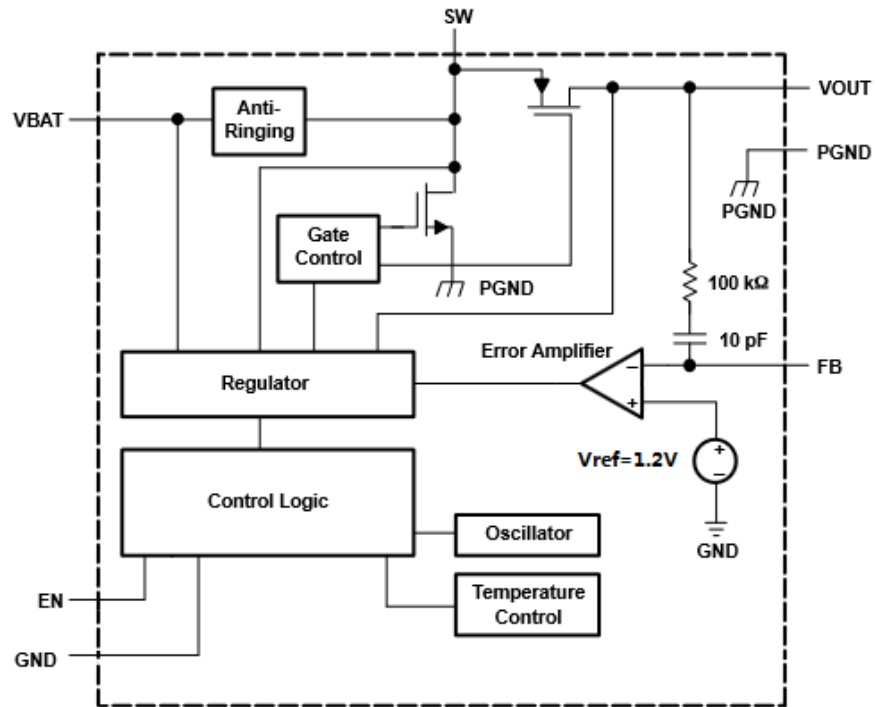 SW
VBAT
Anti-
Ringing
VOUT
PGND
PGND
Gate
Control
PGND
100 kΩ
10 pF
Error Amplifier
−
FB
Regulator
+
Vref=1.2V
+
−
Control Logic
Oscillator
GND
EN
Temperature
Control
GND